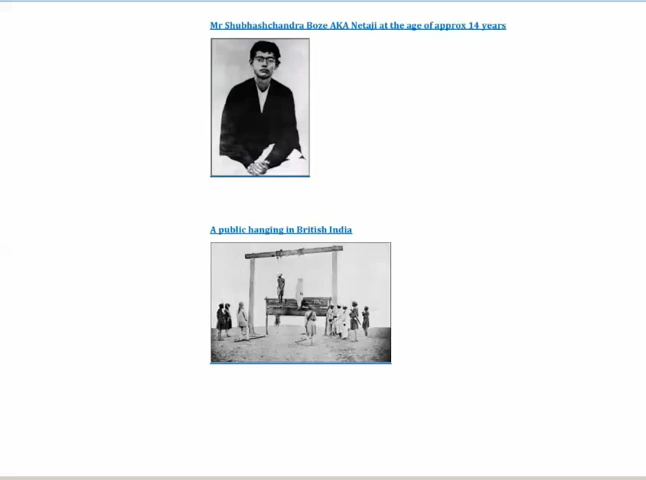 Mr Shubhashchandra Boze AKA Netaji at the age of approx 14 years
A public hanging in British India